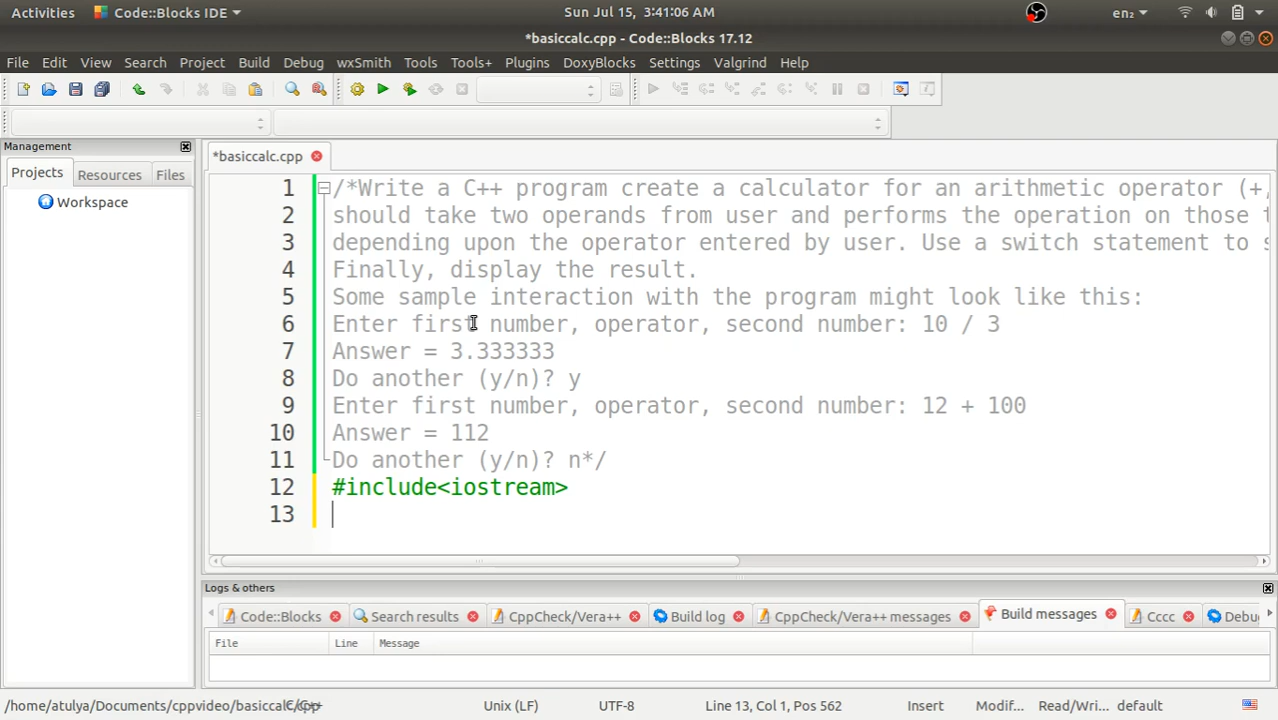 Activities Code::Blocks IDE Sun Jul 15, 3:41:06 AM en₂
*basiccalc.cpp - Code::Blocks 17.12
File Edit View Search Project Build Debug wxSmith Tools Tools+ Plugins DoxyBlocks Settings Valgrind Help
Management *basiccalc.cpp
Projects Resources Files
Workspace
1 /*Write a C++ program create a calculator for an arithmetic operator (+,
2 should take two operands from user and performs the operation on those
3 depending upon the operator entered by user. Use a switch statement to
4 Finally, display the result.
5 Some sample interaction with the program might look like this:
6 Enter first number, operator, second number: 10 / 3
7 Answer = 3.333333
8 Do another (y/n)? y
9 Enter first number, operator, second number: 12 + 100
10 Answer = 112
11 Do another (y/n)? n*/
12 #include<iostream>
13
Logs & others
Code::Blocks Search results CppCheck/Vera++ Build log CppCheck/Vera++ messages Build messages Cccc Debu
File Line Message
/home/atulya/Documents/cppvideo/basiccalc Unix (LF) UTF-8 Line 13, Col 1, Pos 562 Insert Modif... Read/Wri... default